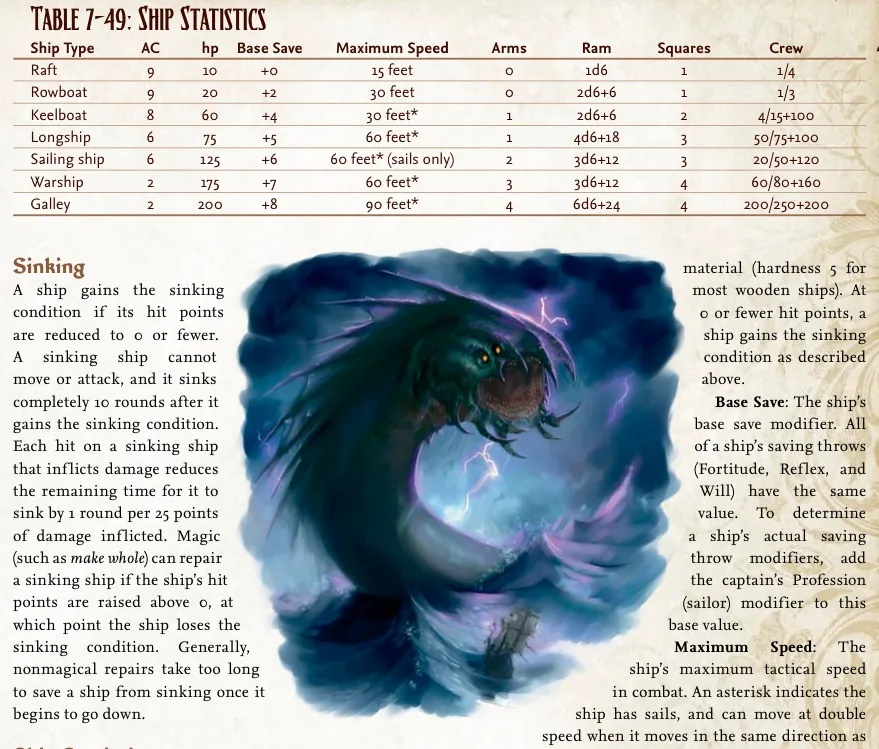 Table 7–49: Ship Statistics
Ship Type AC hp Base Save Maximum Speed Arms Ram Squares Crew
Raft 9 10 +0 15 feet 0 1d6 1 1/4
Rowboat 9 20 +2 30 feet 0 2d6+6 1 1/3
Keelboat 8 60 +4 30 feet* 1 2d6+6 2 4/15+100
Longship 6 75 +5 60 feet* 1 4d6+18 3 50/75+100
Sailing ship 6 125 +6 60 feet* (sails only) 2 3d6+12 3 20/50+120
Warship 2 175 +7 60 feet* 3 3d6+12 4 60/80+160
Galley 2 200 +8 90 feet* 4 6d6+24 4 200/250+200
Sinking
A ship gains the sinking
condition if its hit points
are reduced to 0 or fewer.
A sinking ship cannot
move or attack, and it sinks
completely 10 rounds after it
gains the sinking condition.
Each hit on a sinking ship
that inflicts damage reduces
the remaining time for it to
sink by 1 round per 25 points
of damage inflicted. Magic
(such as make whole) can repair
a sinking ship if the ship's hit
points are raised above 0, at
which point the ship loses the
sinking condition. Generally,
nonmagical repairs take too long
to save a ship from sinking once it
begins to go down.
material (hardness 5 for
most wooden ships). At
0 or fewer hit points, a
ship gains the sinking
condition as described
above.
Base Save: The ship's
base save modifier. All
of a ship's saving throws
(Fortitude, Reflex, and
Will) have the same
value. To determine
a ship's actual saving
throw modifiers, add
the captain's Profession
(sailor) modifier to this
base value.
Maximum Speed: The
ship's maximum tactical speed
in combat. An asterisk indicates the
ship has sails, and can move at double
speed when it moves in the same direction as